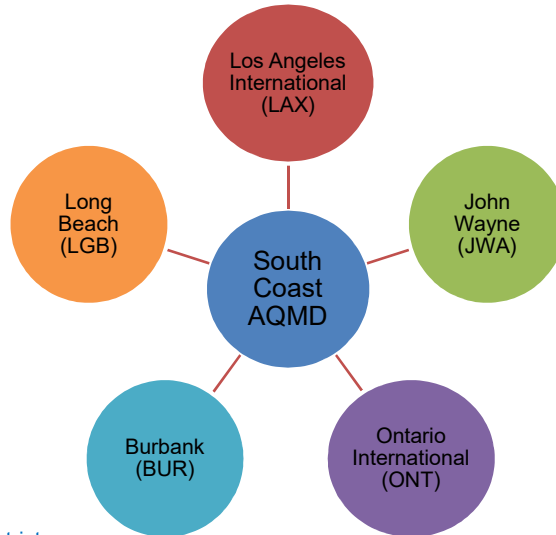 Los Angeles
International
(LAX)
Long
Beach
(LGB)
John
Wayne
(JWA)
South
Coast
AQMD
Burbank
(BUR)
Ontario
International
(ONT)